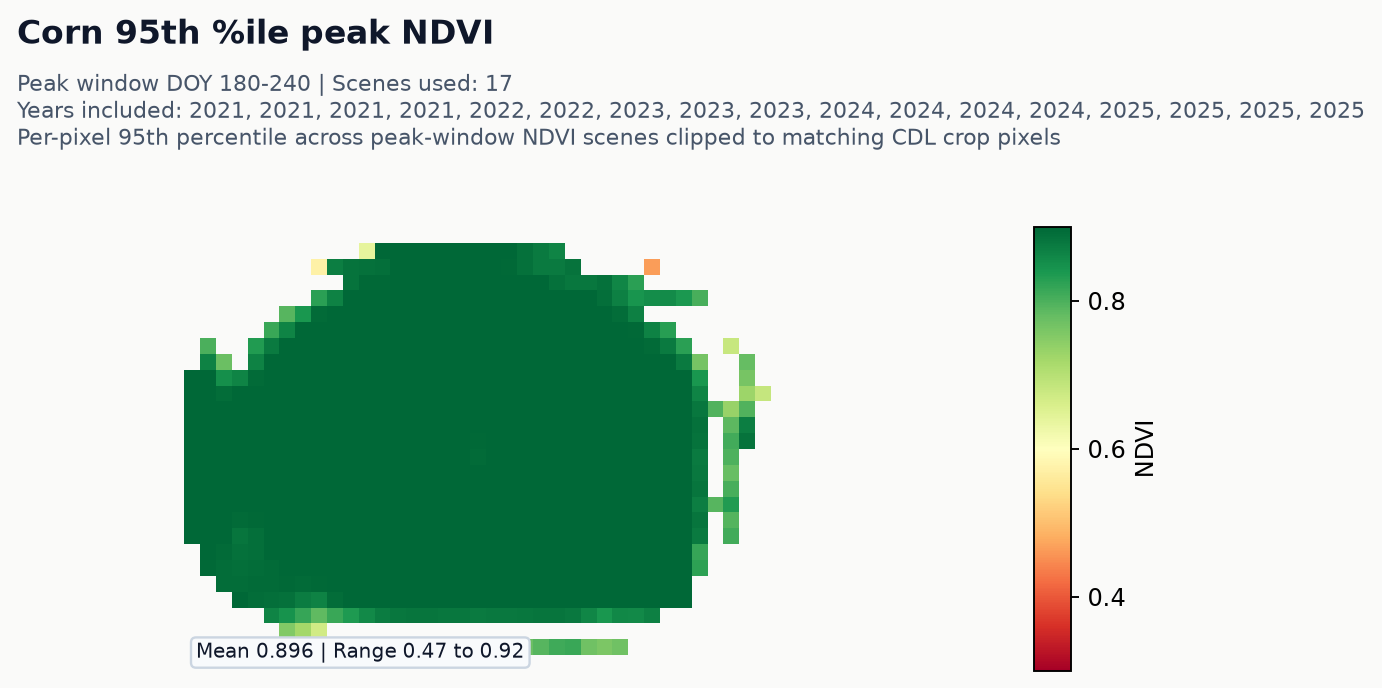 Corn 95th %ile peak NDVI
Peak window DOY 180-240 | Scenes used: 17
Years included: 2021, 2021, 2021, 2021, 2022, 2022, 2023, 2023, 2023, 2024, 2024, 2024, 2024, 2025, 2025, 2025, 2025
Per-pixel 95th percentile across peak-window NDVI scenes clipped to matching CDL crop pixels
0.8
0.6
0.4
NDVI
Mean 0.896 | Range 0.47 to 0.92